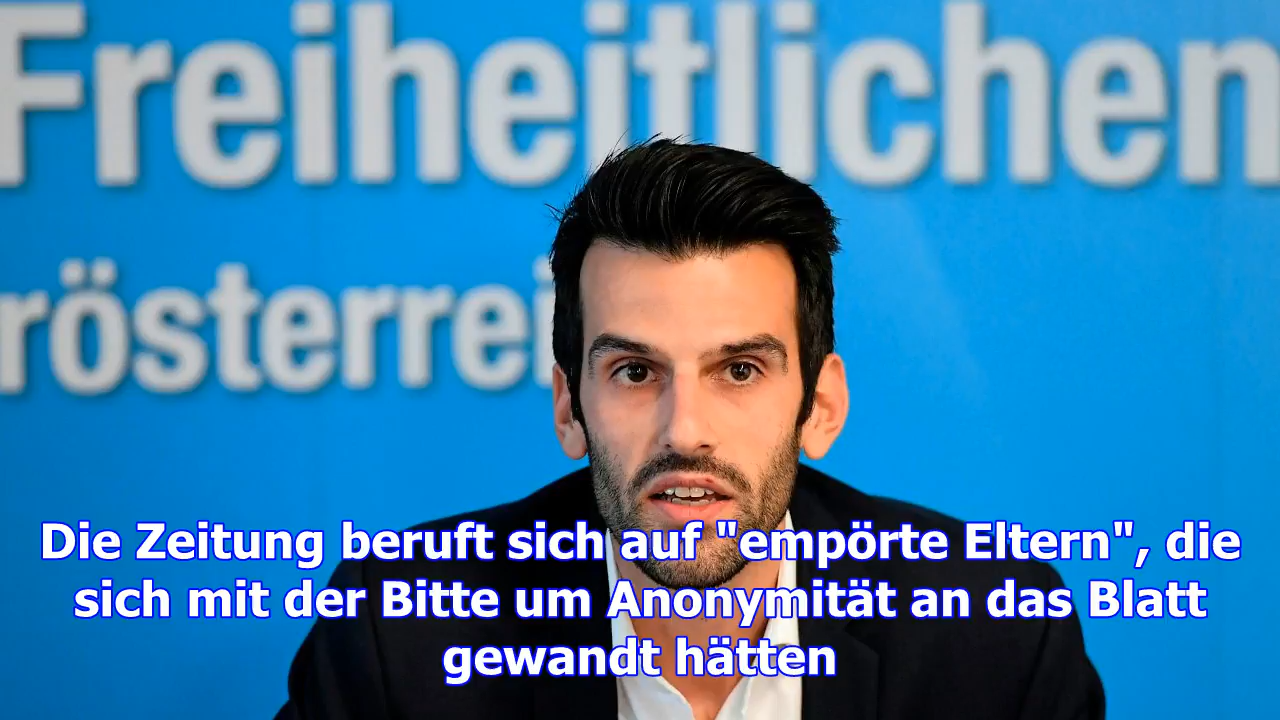 Freiheitlichen
rösterrei
Die Zeitung beruft sich auf "empörte Eltern", die
sich mit der Bitte um Anonymität an das Blatt
gewandt hätten